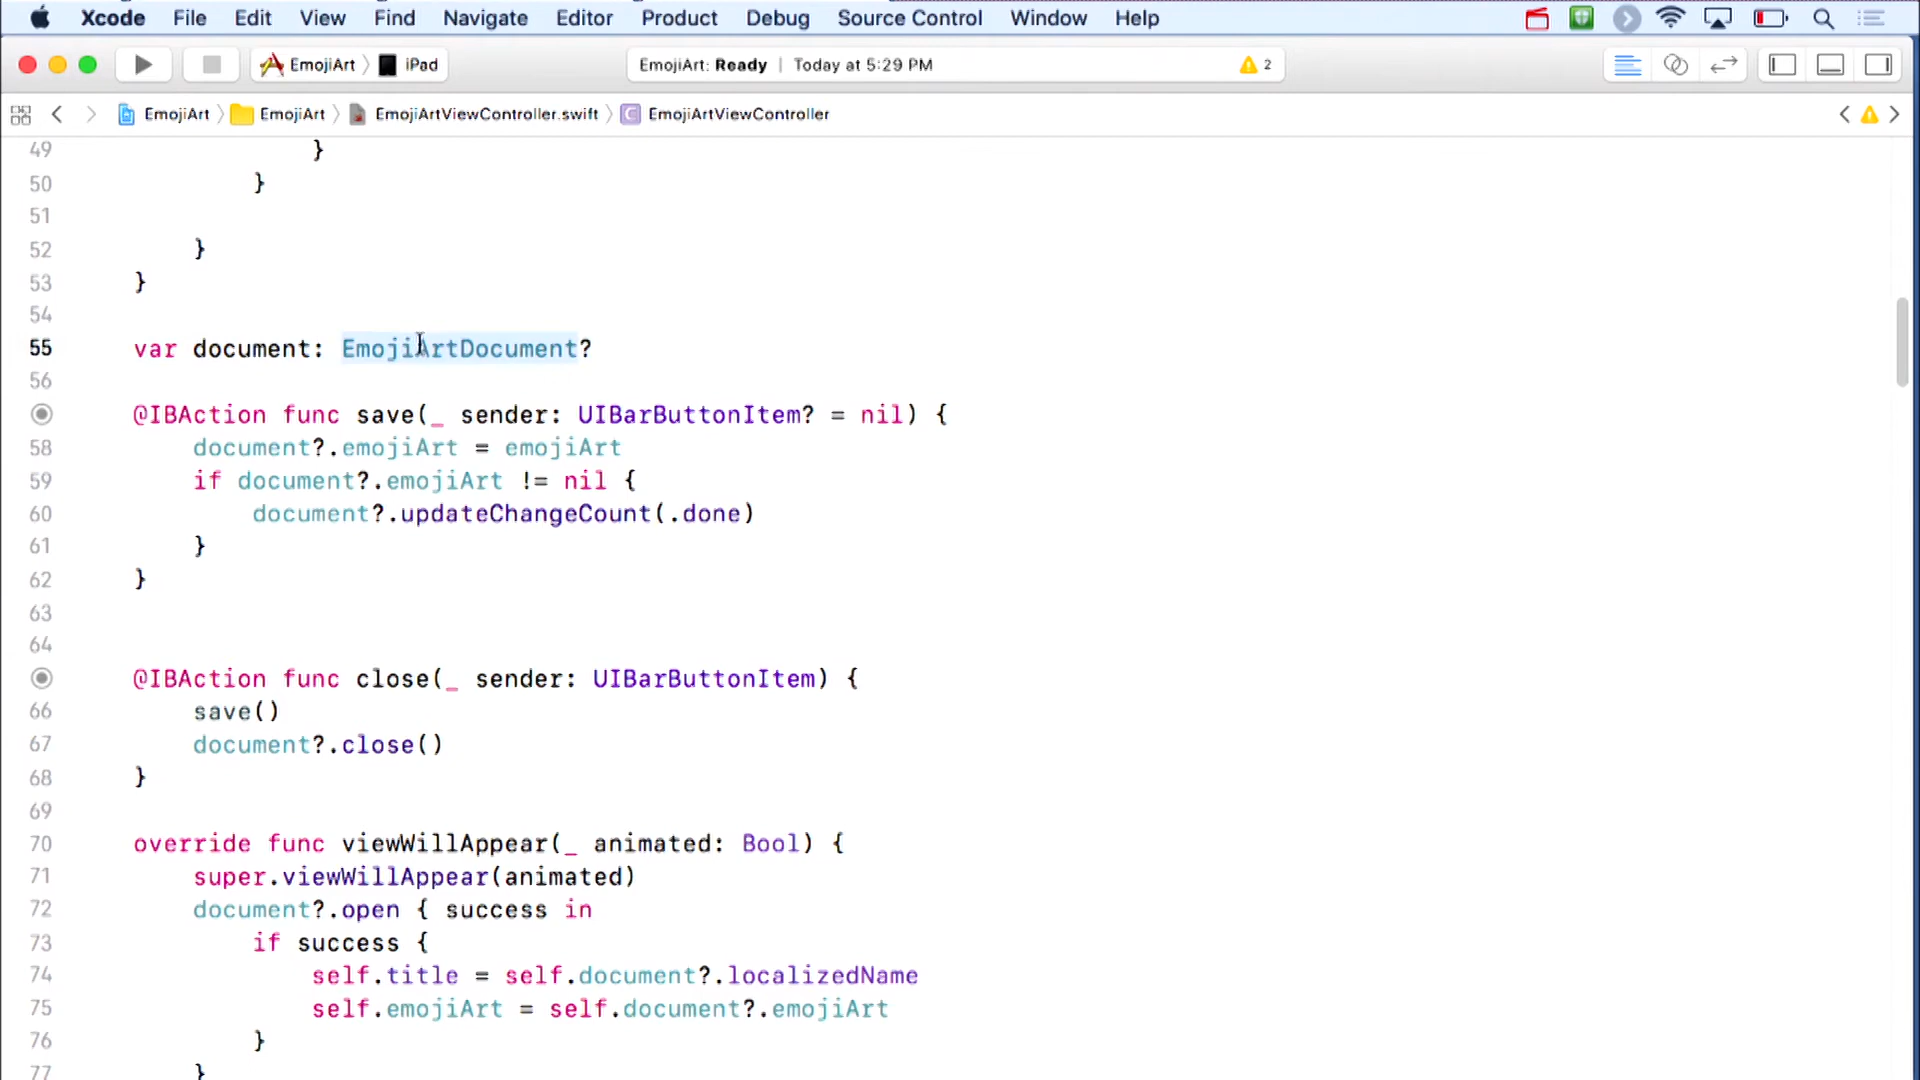 Xcode File Edit View Find Navigate Editor Product Debug Source Control Window Help
EmojiArt iPad EmojiArt: Ready | Today at 5:29 PM 2
EmojiArt EmojiArt EmojiArtViewController.swift C EmojiArtViewController
49 }
50 }
51
52 }
53 }
54
55 var document: EmojiArtDocument?
56
@IBAction func save(_ sender: UIBarButtonItem? = nil) {
58 document?.emojiArt = emojiArt
59 if document?.emojiArt != nil {
60 document?.updateChangeCount(.done)
61 }
62 }
63
64
@IBAction func close(_ sender: UIBarButtonItem) {
66 save()
67 document?.close()
68 }
69
70 override func viewWillAppear(_ animated: Bool) {
71 super.viewWillAppear(animated)
72 document?.open { success in
73 if success {
74 self.title = self.document?.localizedName
75 self.emojiArt = self.document?.emojiArt
76 }
77 }